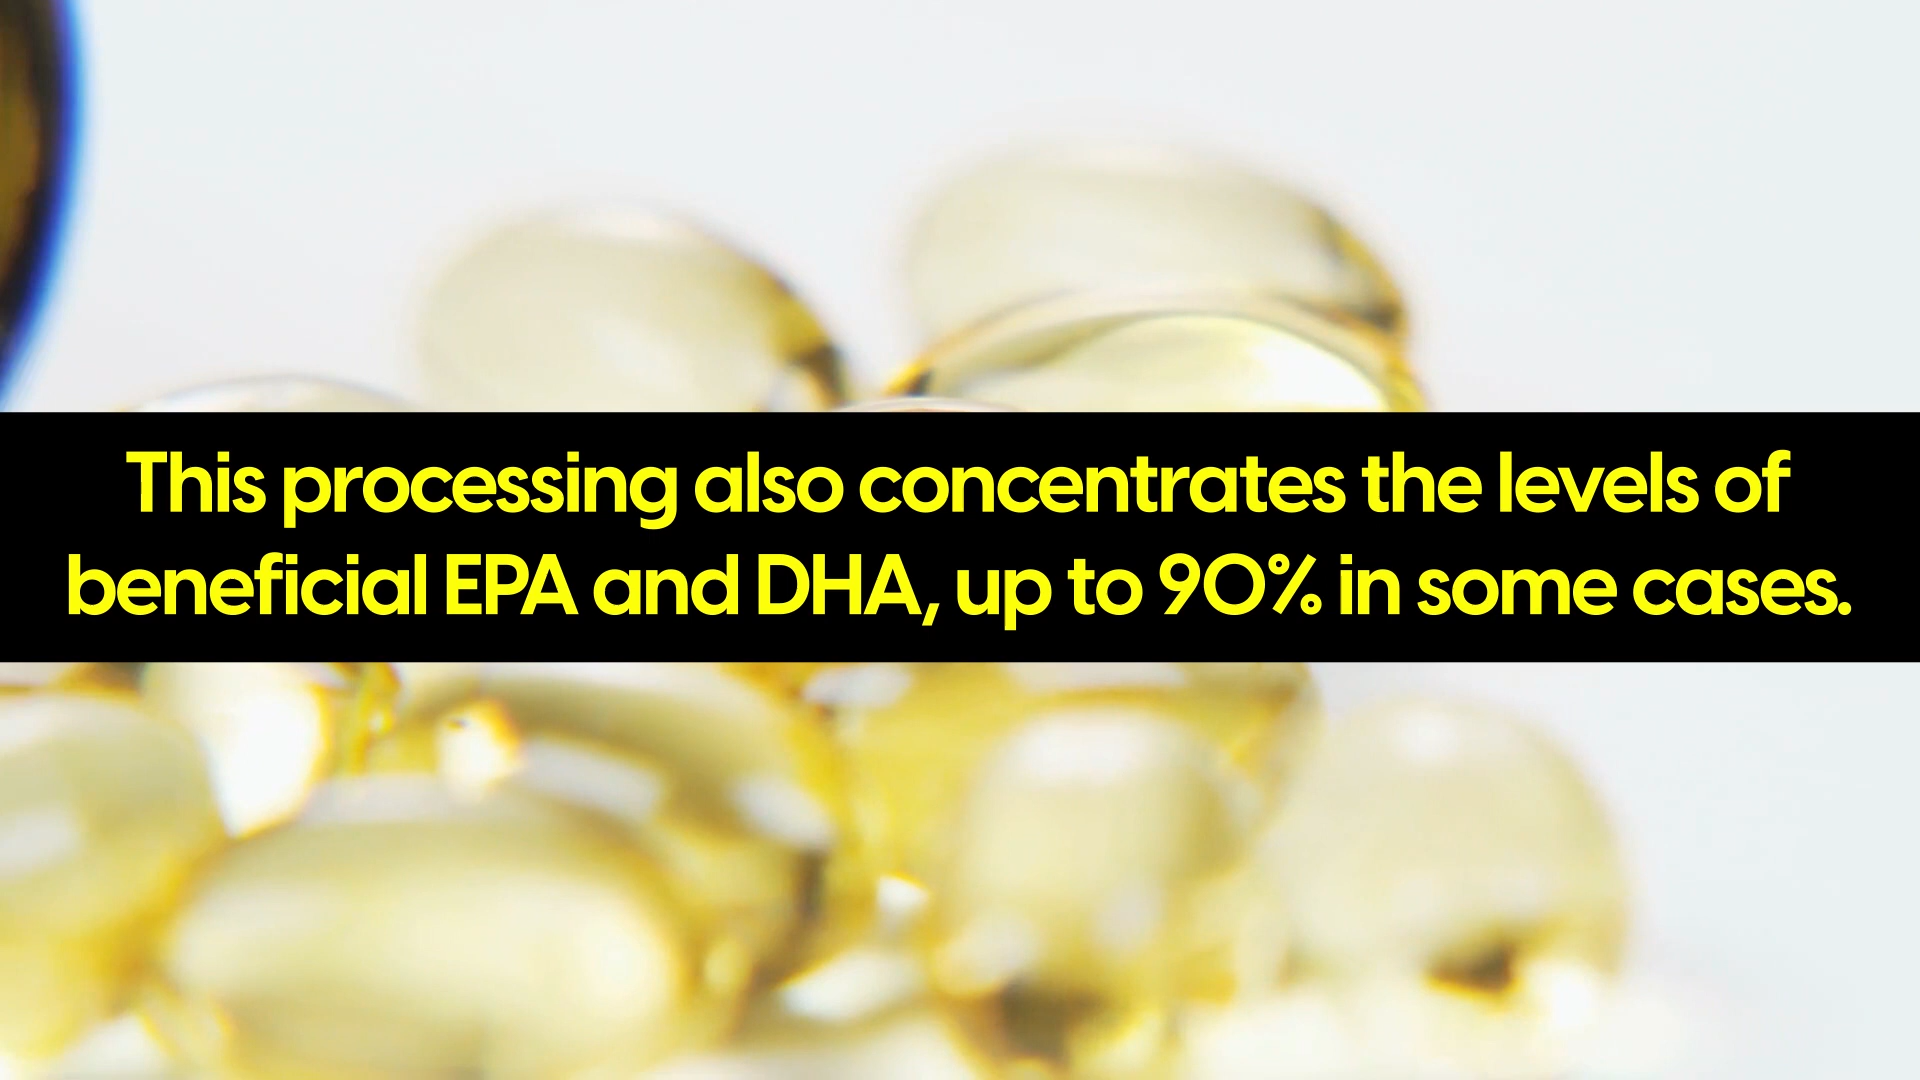 This processing also concentrates the levels of
beneficial EPA and DHA, up to 90% in some cases.